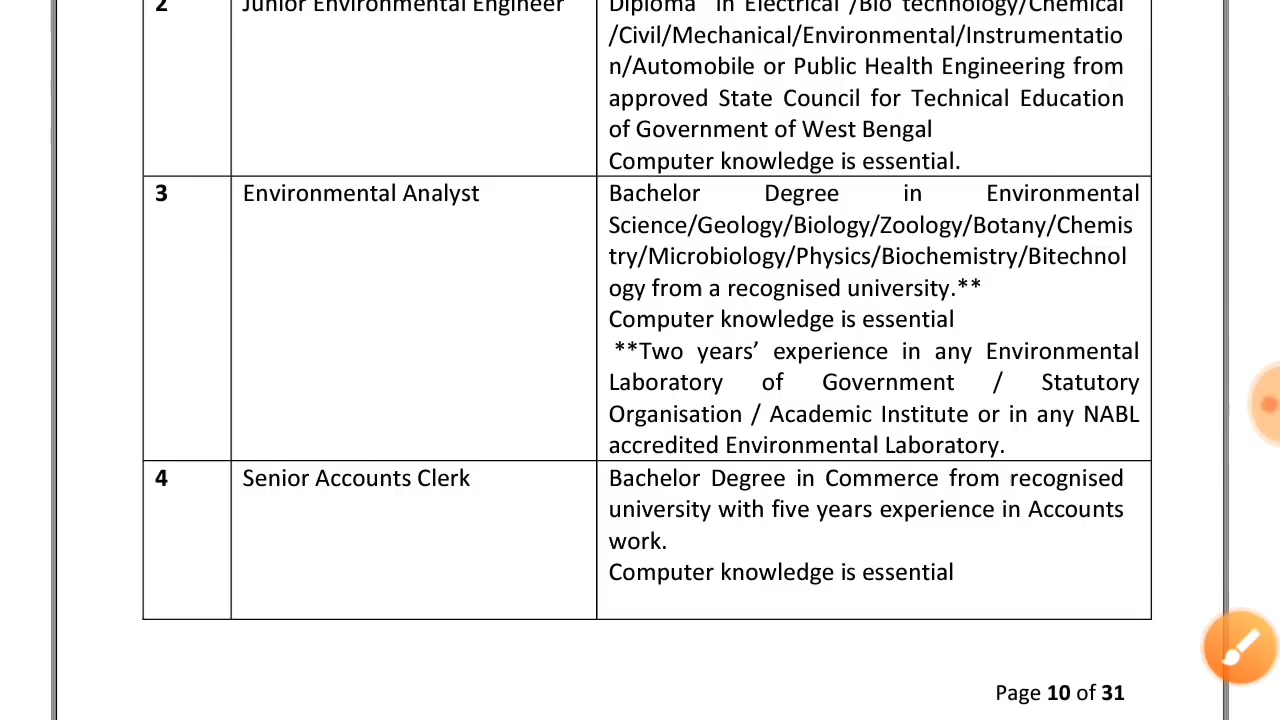 2 Junior Environmental Engineer Diploma in Electrical /Bio technology/Chemical
/Civil/Mechanical/Environmental/Instrumentatio
n/Automobile or Public Health Engineering from
approved State Council for Technical Education
of Government of West Bengal
Computer knowledge is essential.
3 Environmental Analyst Bachelor Degree in Environmental
Science/Geology/Biology/Zoology/Botany/Chemis
try/Microbiology/Physics/Biochemistry/Bitechnol
ogy from a recognised university.**
Computer knowledge is essential
**Two years’ experience in any Environmental
Laboratory of Government / Statutory
Organisation / Academic Institute or in any NABL
accredited Environmental Laboratory.
4 Senior Accounts Clerk Bachelor Degree in Commerce from recognised
university with five years experience in Accounts
work.
Computer knowledge is essential
Page 10 of 31